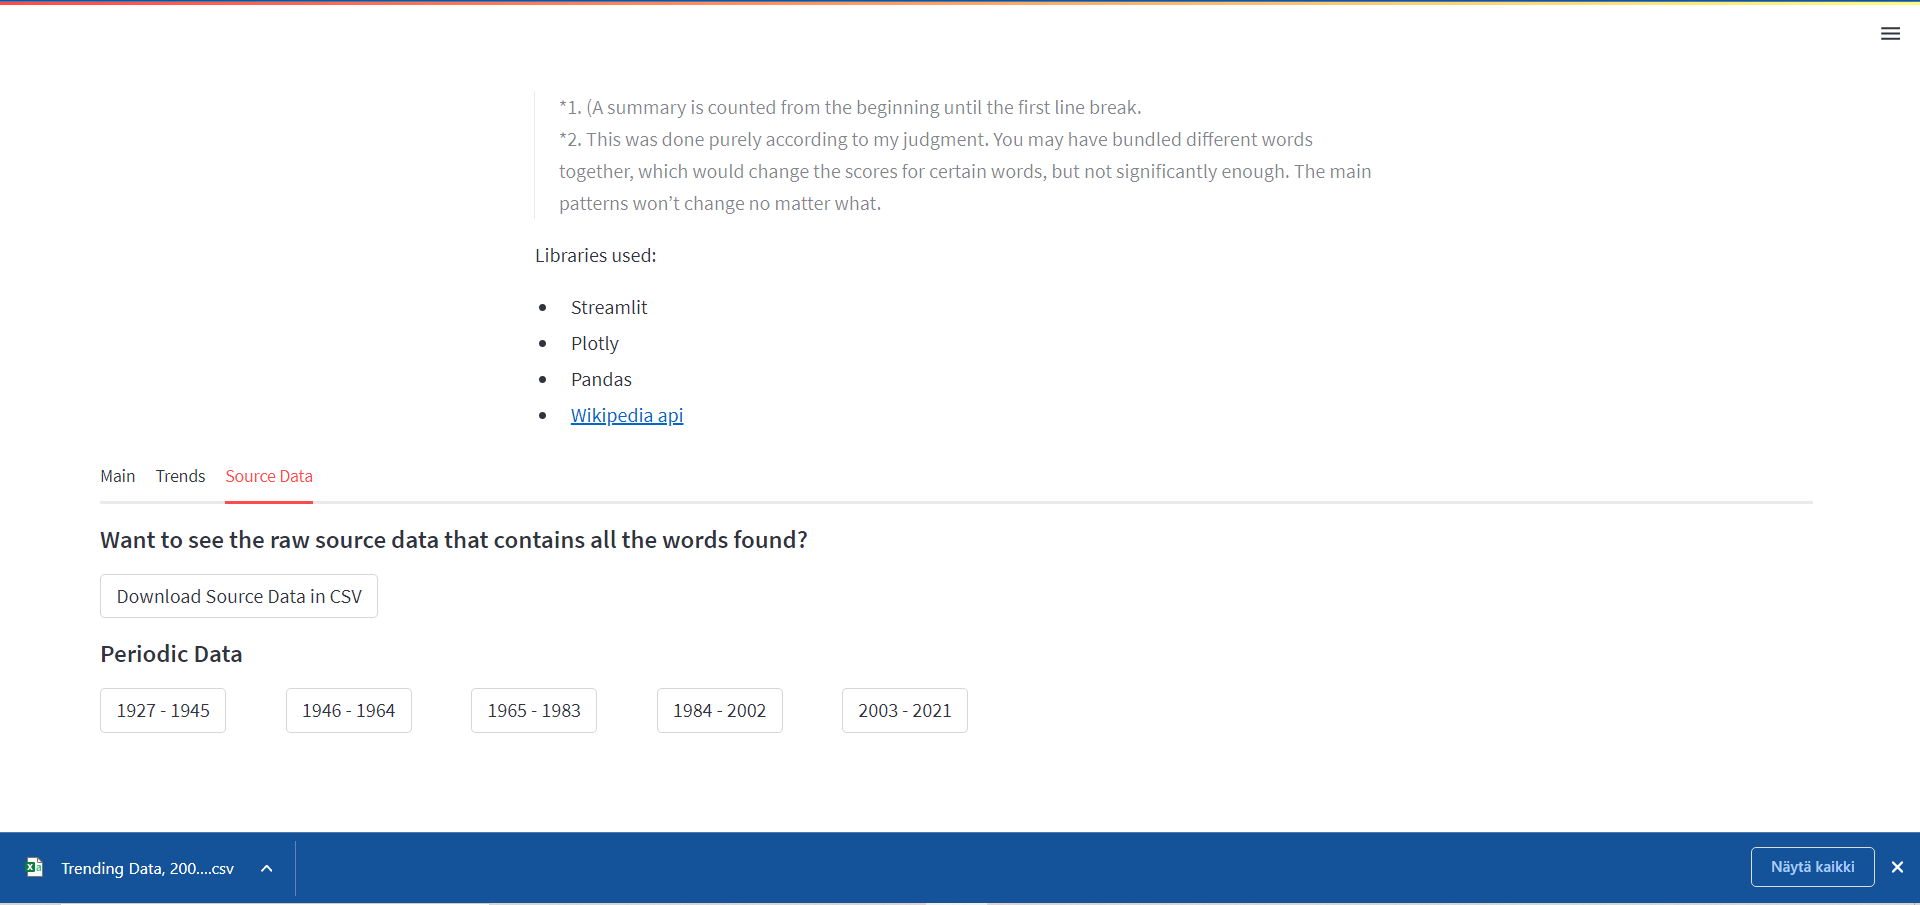 *1. (A summary is counted from the beginning until the first line break.
*2. This was done purely according to my judgment. You may have bundled different words
together, which would change the scores for certain words, but not significantly enough. The main
patterns won’t change no matter what.
Libraries used:
Streamlit
Plotly
Pandas
Wikipedia api
Main Trends Source Data
Want to see the raw source data that contains all the words found?
Download Source Data in CSV
Periodic Data
1927 - 1945 1946 - 1964 1965 - 1983 1984 - 2002 2003 - 2021
Trending Data, 200....csv Näytä kaikki